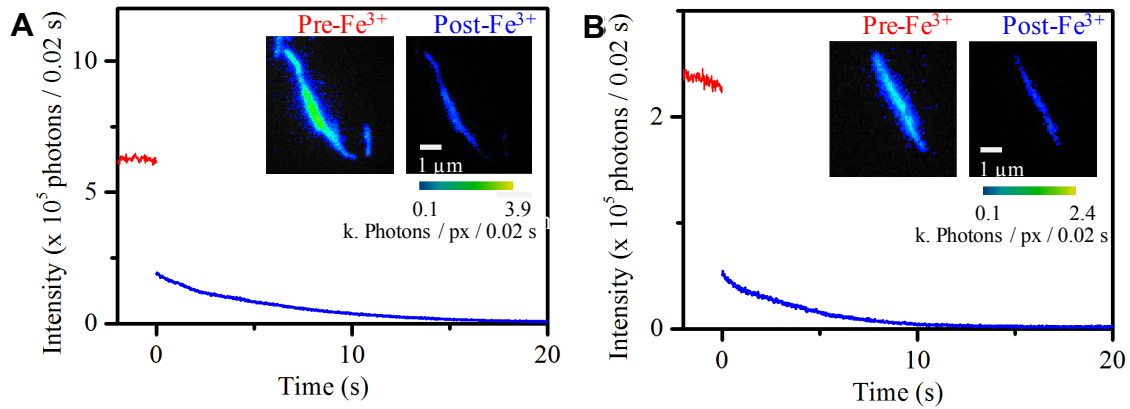 A
Pre-Fe³⁺ Post-Fe³⁺
1 µm
0.1 3.9
k. Photons / px / 0.02 s
Intensity (x 10⁵ photons / 0.02 s)
10
5
0
0 10 20
Time (s)
B
Pre-Fe³⁺ Post-Fe³⁺
1 µm
0.1 2.4
k. Photons / px / 0.02 s
Intensity (x 10⁵ photons / 0.02 s)
2
0
0 10 20
Time (s)